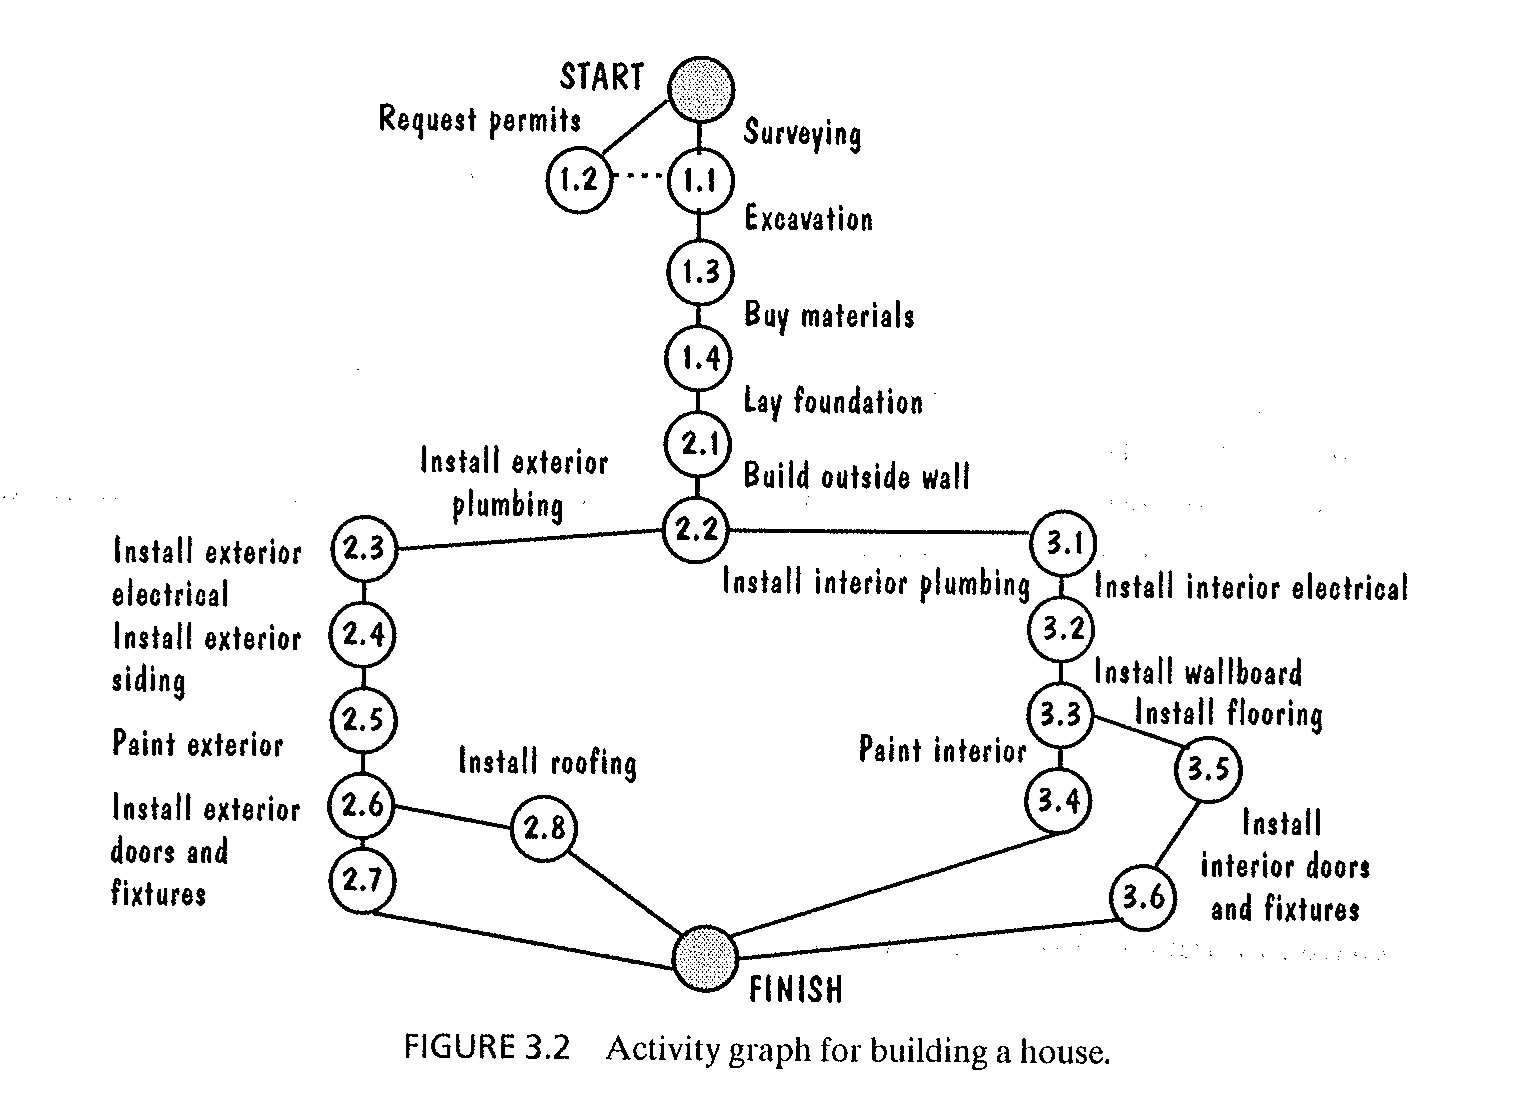 START
Request permits
Surveying
1.2
1.1
Excavation
1.3
Buy materials
1.4
Lay foundation
2.1
Install exterior
plumbing
Build outside wall
2.2
2.3
3.1
Install exterior
electrical
Install interior plumbing
Install interior electrical
2.4
3.2
Install exterior
siding
Install wallboard
2.5
3.3
Install flooring
Paint exterior
Install roofing
Paint interior
3.5
2.6
2.8
3.4
Install exterior
doors and
fixtures
Install
interior doors
and fixtures
2.7
3.6
FINISH
FIGURE 3.2 Activity graph for building a house.